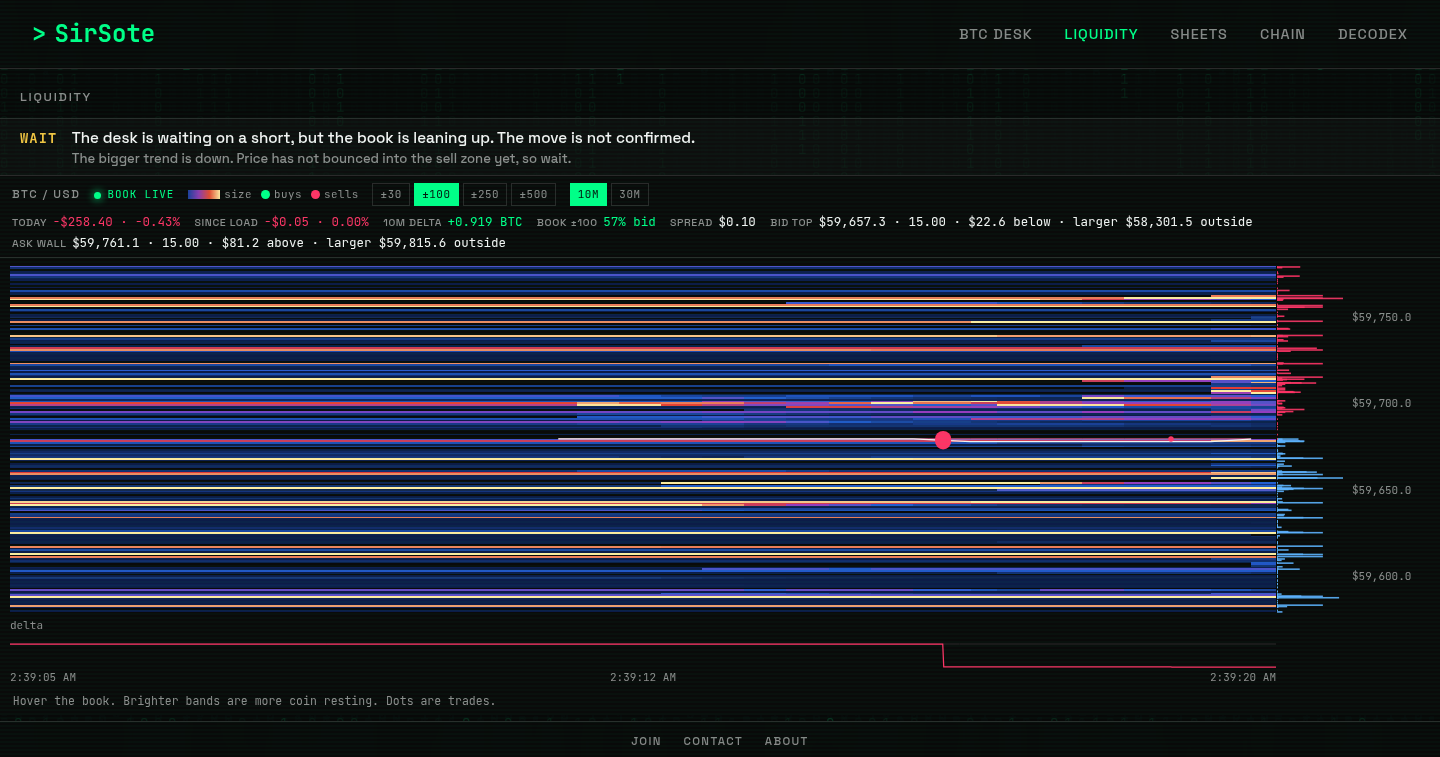 > SirSote
BTC DESK LIQUIDITY SHEETS CHAIN DECODEX
LIQUIDITY
WAIT The desk is waiting on a short, but the book is leaning up. The move is not confirmed.
The bigger trend is down. Price has not bounced into the sell zone yet, so wait.
BTC / USD BOOK LIVE size buys sells ±30 ±100 ±250 ±500 10M 30M
TODAY -$258.40 · -0.43% SINCE LOAD -$0.05 · 0.00% 10M DELTA +0.919 BTC BOOK ±100 57% bid SPREAD $0.10 BID TOP $59,657.3 · 15.00 · $22.6 below · larger $58,301.5 outside
ASK WALL $59,761.1 · 15.00 · $81.2 above · larger $59,815.6 outside
$59,750.0
$59,700.0
$59,650.0
$59,600.0
delta
2:39:05 AM 2:39:12 AM 2:39:20 AM
Hover the book. Brighter bands are more coin resting. Dots are trades.
JOIN CONTACT ABOUT